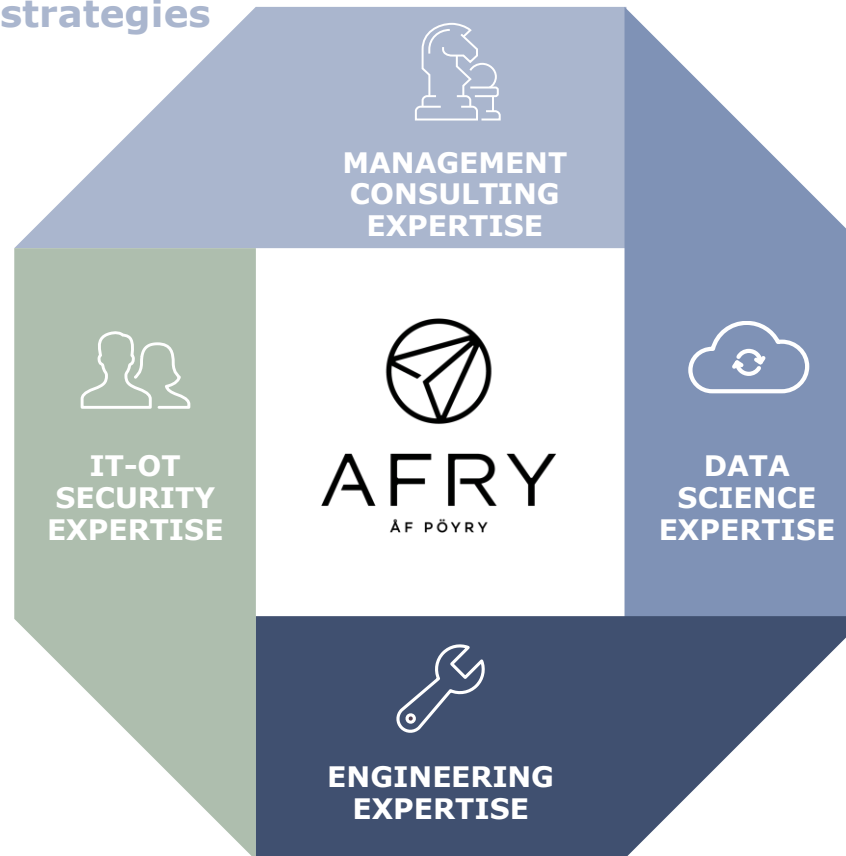 strategies
MANAGEMENT
CONSULTING
EXPERTISE
IT-OT
SECURITY
EXPERTISE
AFRY
ÅF PÖYRY
DATA
SCIENCE
EXPERTISE
ENGINEERING
EXPERTISE